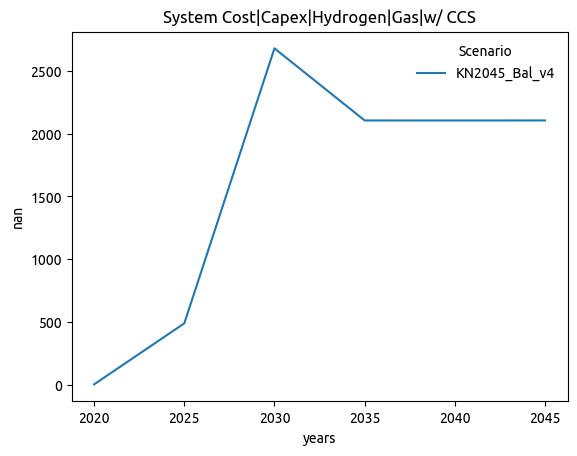 System Cost|Capex|Hydrogen|Gas|w/ CCS
Scenario
KN2045_Bal_v4
2500
2000
1500
1000
500
0
nan
2020 2025 2030 2035 2040 2045
years